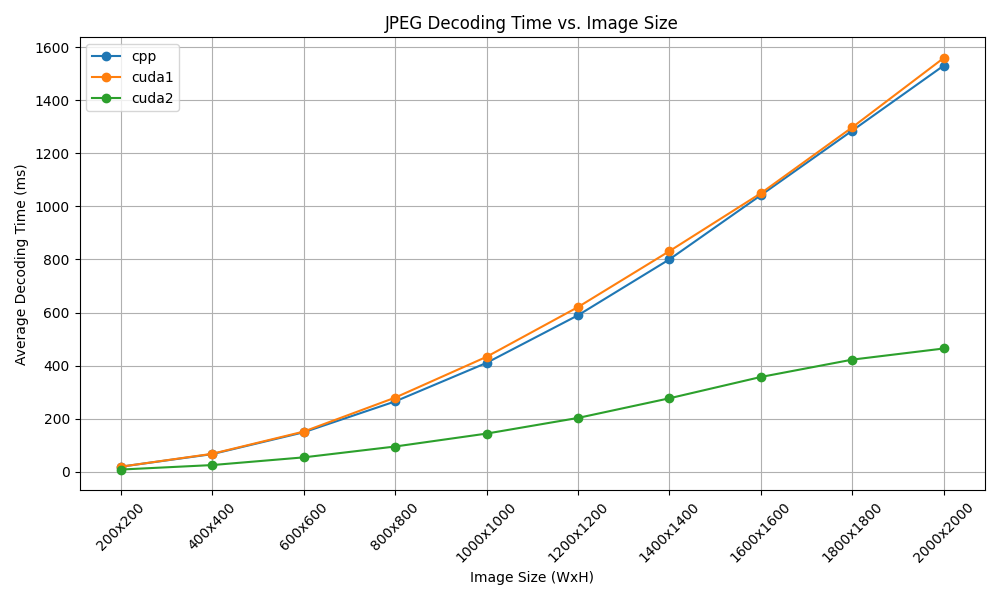 JPEG Decoding Time vs. Image Size
cpp
cuda1
cuda2
Average Decoding Time (ms)
1600
1400
1200
1000
800
600
400
200
0
200x200
400x400
600x600
800x800
1000x1000
1200x1200
1400x1400
1600x1600
1800x1800
2000x2000
Image Size (WxH)